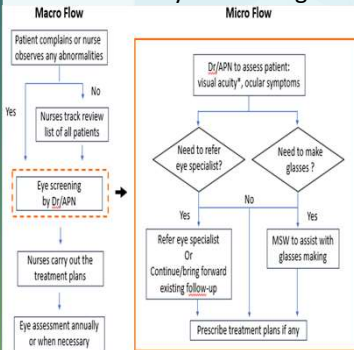 Macro Flow
Patient complains or nurse
observes any abnormalities
Yes
No
Nurses track review
list of all patients
Eye screening
by Dr/APN
Nurses carry out the
treatment plans
Eye assessment annually
or when necessary
Micro Flow
Dr/APN to assess patient:
visual acuity*, ocular symptoms
Need to refer
eye specialist?
Need to make
glasses ?
No
Yes
Yes
Refer eye specialist
Or
Continue/bring forward
existing follow-up
MSW to assist with
glasses making
Prescribe treatment plans if any